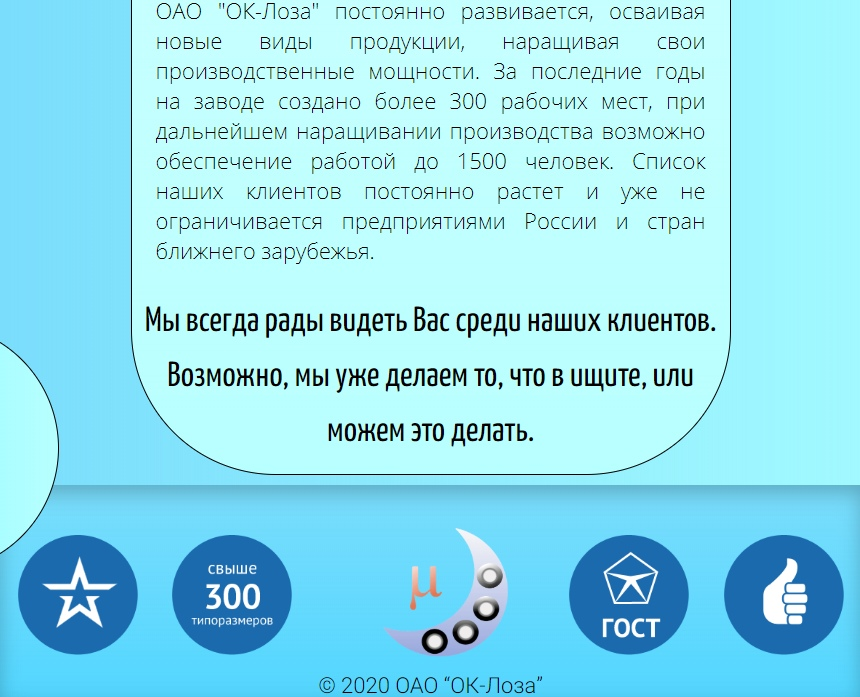 ОАО "ОК-Лоза" постоянно развивается, осваивая
новые виды продукции, наращивая свои
производственные мощности. За последние годы
на заводе создано более 300 рабочих мест, при
дальнейшем наращивании производства возможно
обеспечение работой до 1500 человек. Список
наших клиентов постоянно растет и уже не
ограничивается предприятиями России и стран
ближнего зарубежья.
Мы всегда рады видеть Вас среди наших клиентов.
Возможно, мы уже делаем то, что в ищите, или
можем это делать.
свыше
300
типоразмеров
μ
ГОСТ
© 2020 ОАО “ОК-Лоза”